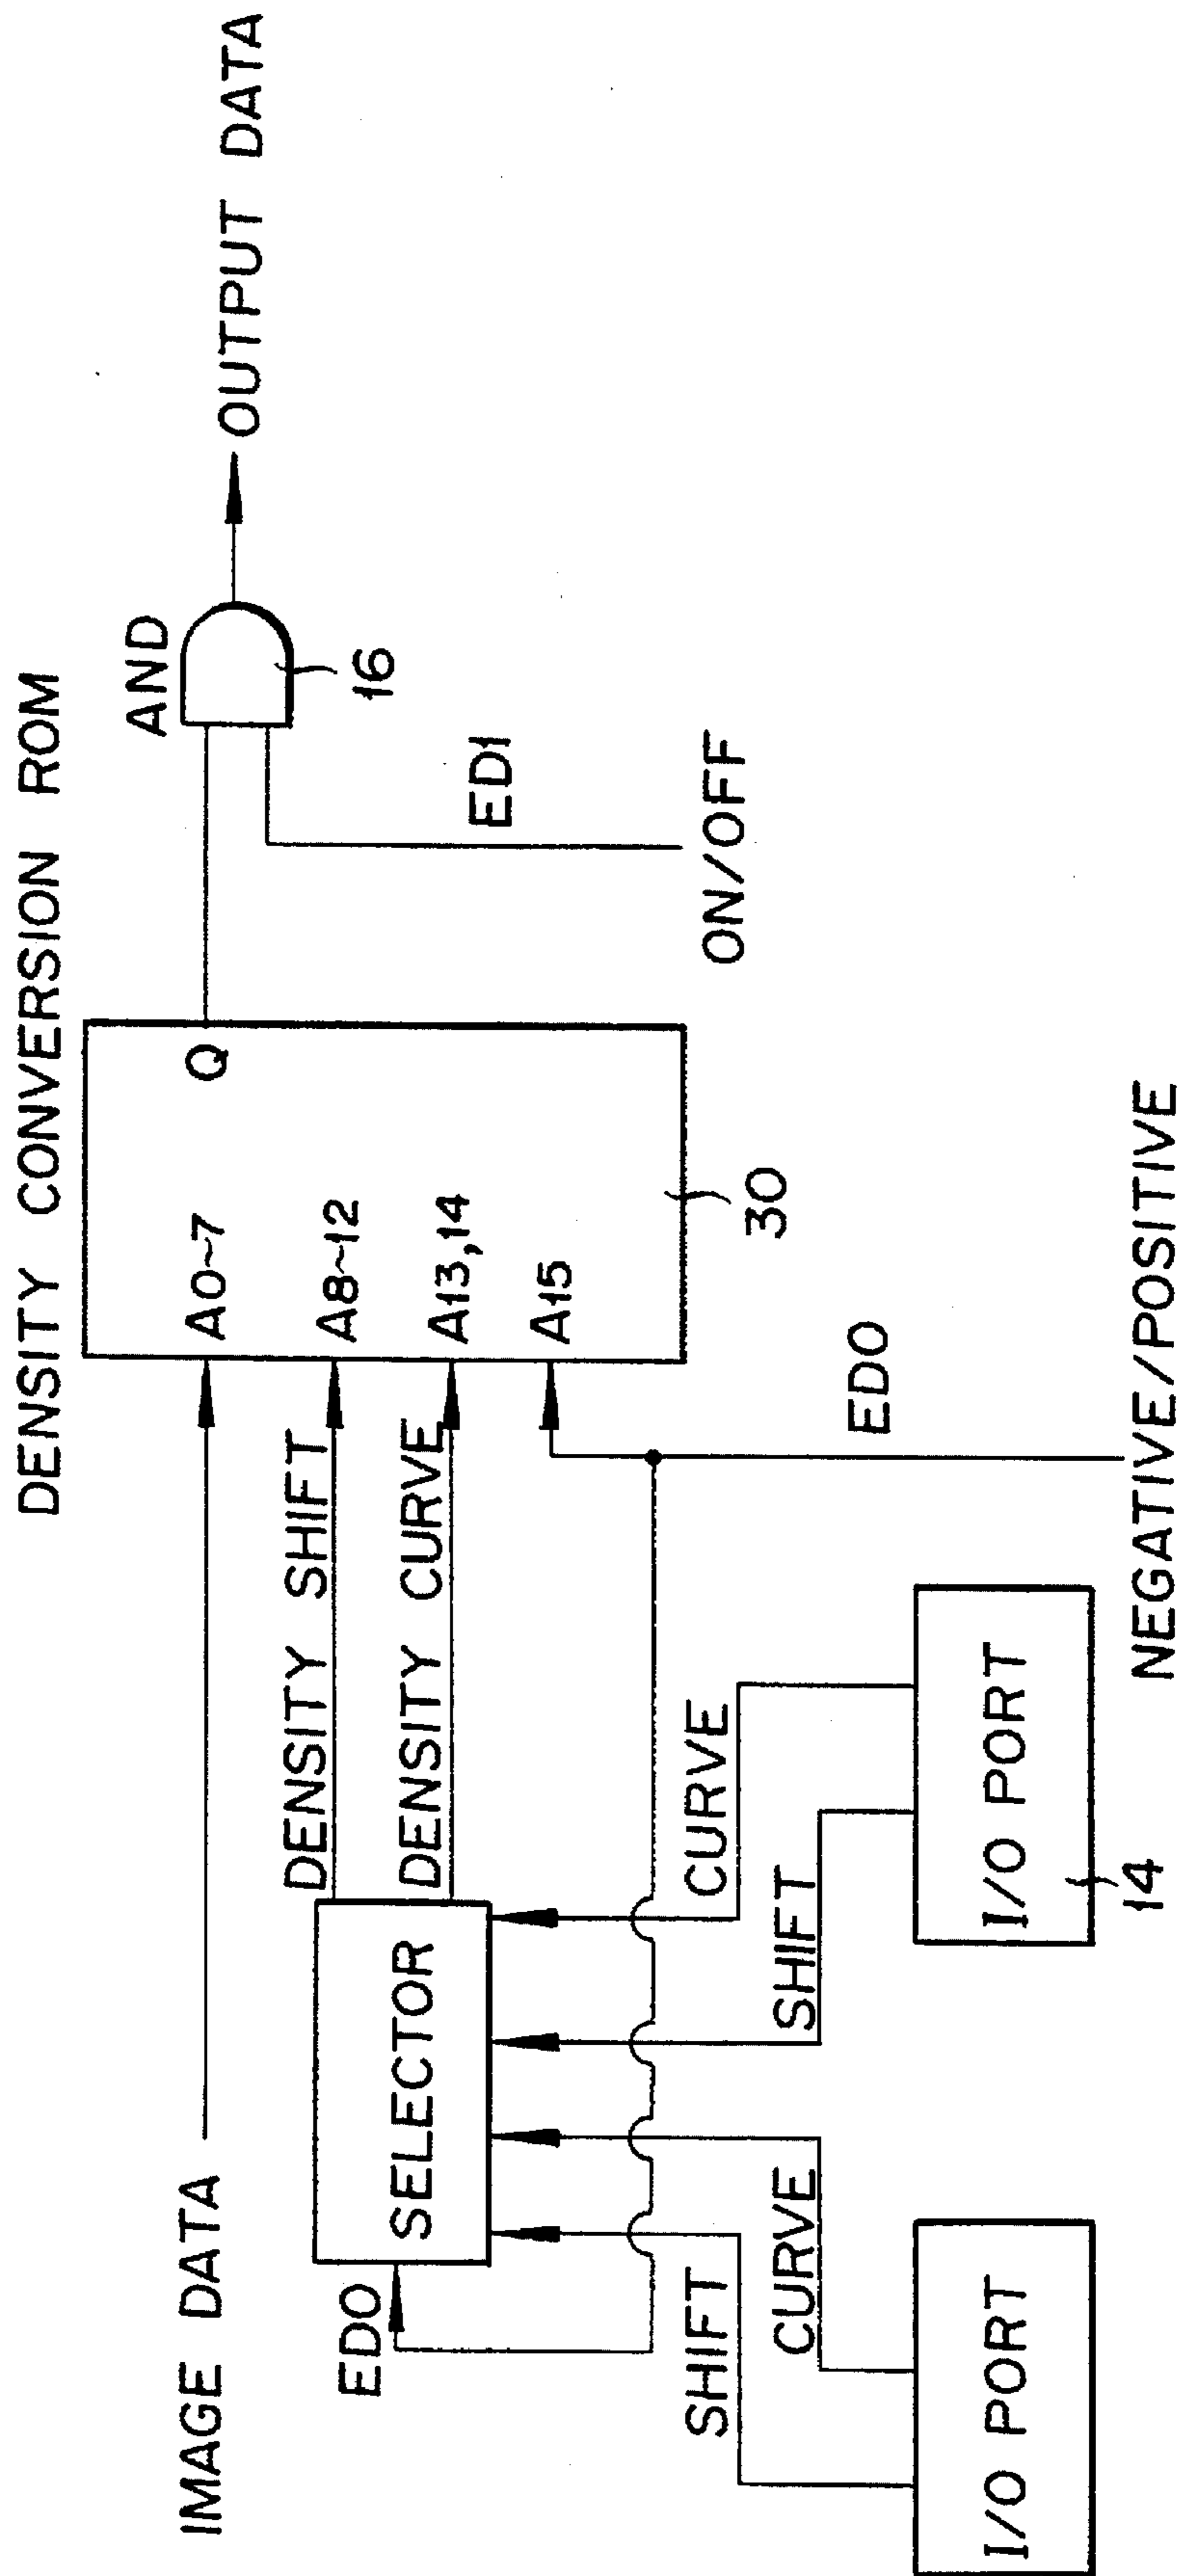 DENSITY CONVERSION ROM
IMAGE DATA
A0~7
Q
AND
OUTPUT DATA
16
DENSITY SHIFT
A8~12
DENSITY CURVE
A13,14
A15
ED1
ON/OFF
30
EDO
SELECTOR
EDO
SHIFT
CURVE
SHIFT
CURVE
I/O PORT
I/O PORT
14
NEGATIVE/POSITIVE